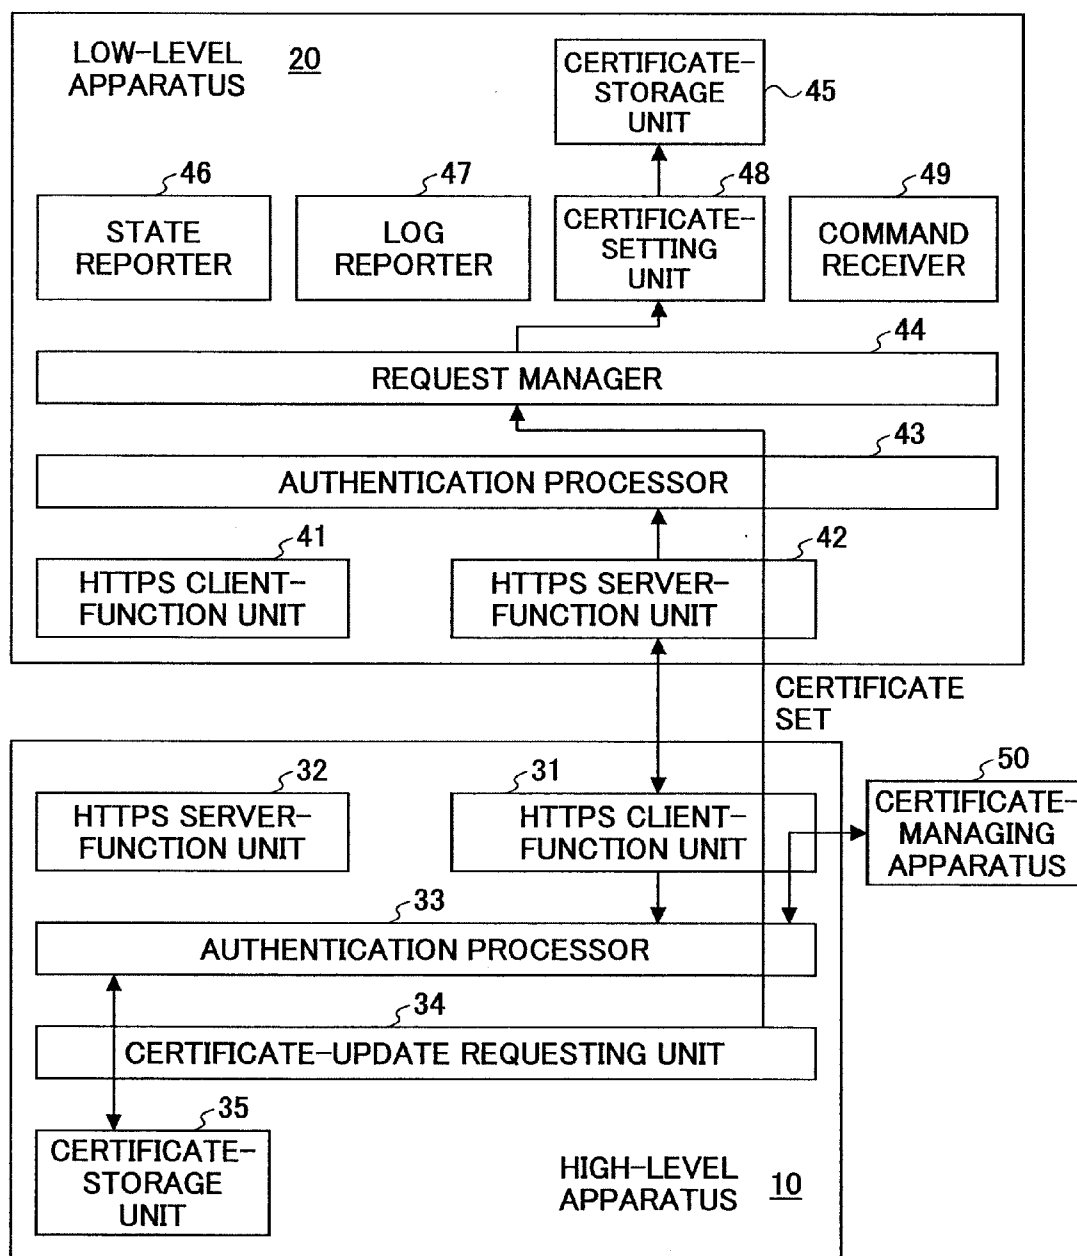 LOW-LEVEL
APPARATUS
20
CERTIFICATE-
STORAGE
UNIT
45
46
STATE
REPORTER
47
LOG
REPORTER
48
CERTIFICATE-
SETTING
UNIT
49
COMMAND
RECEIVER
44
REQUEST MANAGER
43
AUTHENTICATION PROCESSOR
41
HTTPS CLIENT-
FUNCTION UNIT
42
HTTPS SERVER-
FUNCTION UNIT
CERTIFICATE
SET
32
HTTPS SERVER-
FUNCTION UNIT
31
HTTPS CLIENT-
FUNCTION UNIT
50
CERTIFICATE-
MANAGING
APPARATUS
33
AUTHENTICATION PROCESSOR
34
CERTIFICATE-UPDATE REQUESTING UNIT
35
CERTIFICATE-
STORAGE
UNIT
HIGH-LEVEL
APPARATUS
10